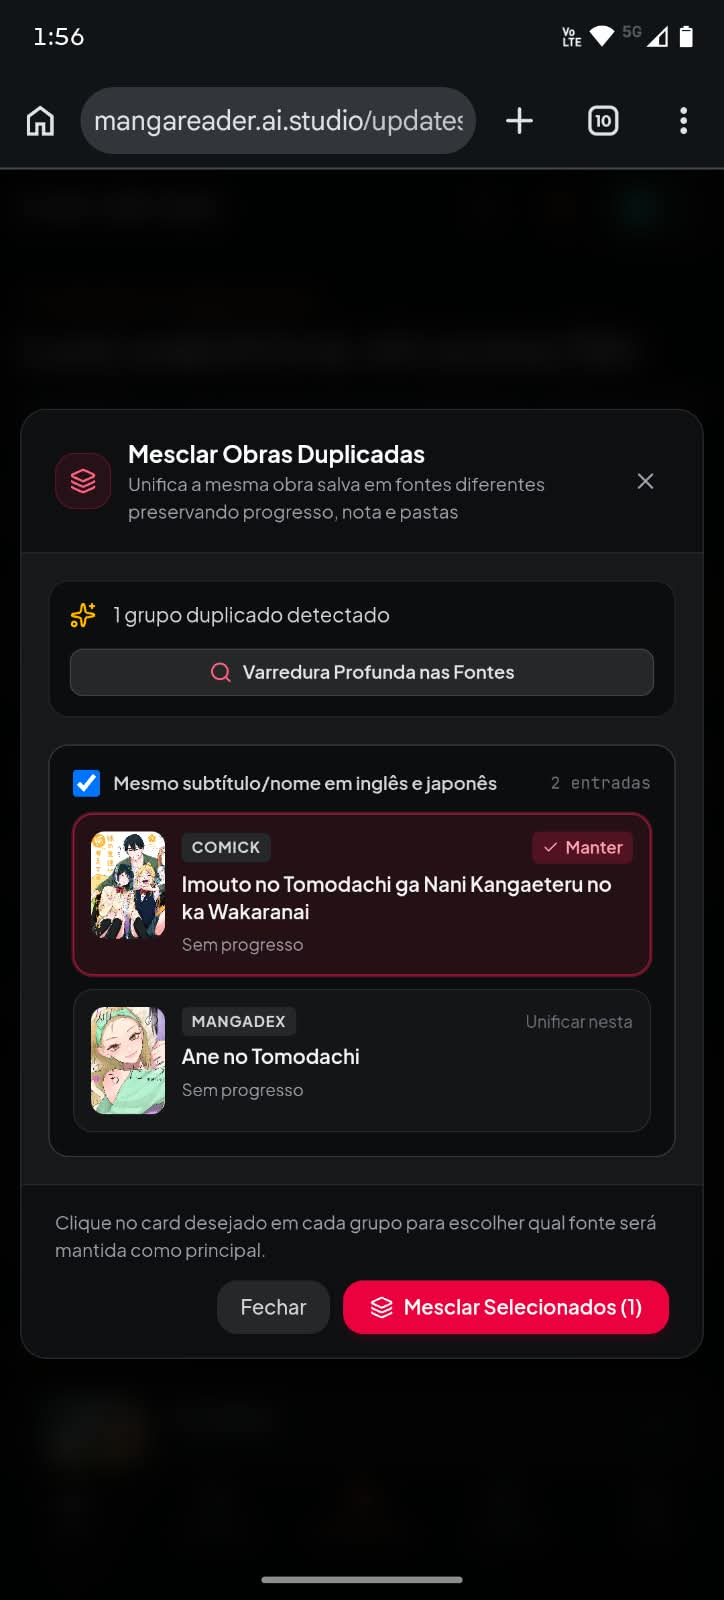 1:56
Vo
LTE
5G
mangareader.ai.studio/updates
10
Mesclar Obras Duplicadas
Unifica a mesma obra salva em fontes diferentes
preservando progresso, nota e pastas
1 grupo duplicado detectado
Varredura Profunda nas Fontes
Mesmo subtítulo/nome em inglês e japonês
2 entradas
COMICK
Manter
Imouto no Tomodachi ga Nani Kangaeteru no
ka Wakaranai
Sem progresso
MANGADEX
Unificar nesta
Ane no Tomodachi
Sem progresso
Clique no card desejado em cada grupo para escolher qual fonte será
mantida como principal.
Fechar
Mesclar Selecionados (1)